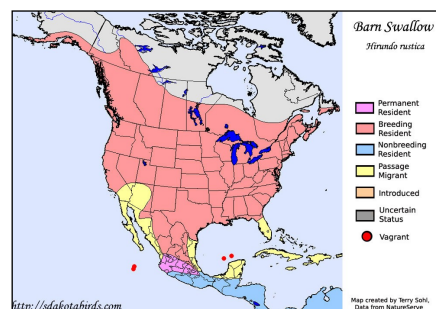 Barn Swallow
Hirundo rustica
Permanent
Resident
Breeding
Resident
Nonbreeding
Resident
Passage
Migrant
Introduced
Uncertain
Status
Vagrant
http://sdakotabirds.com
Map created by Terry Sohl,
Data from NatureServe